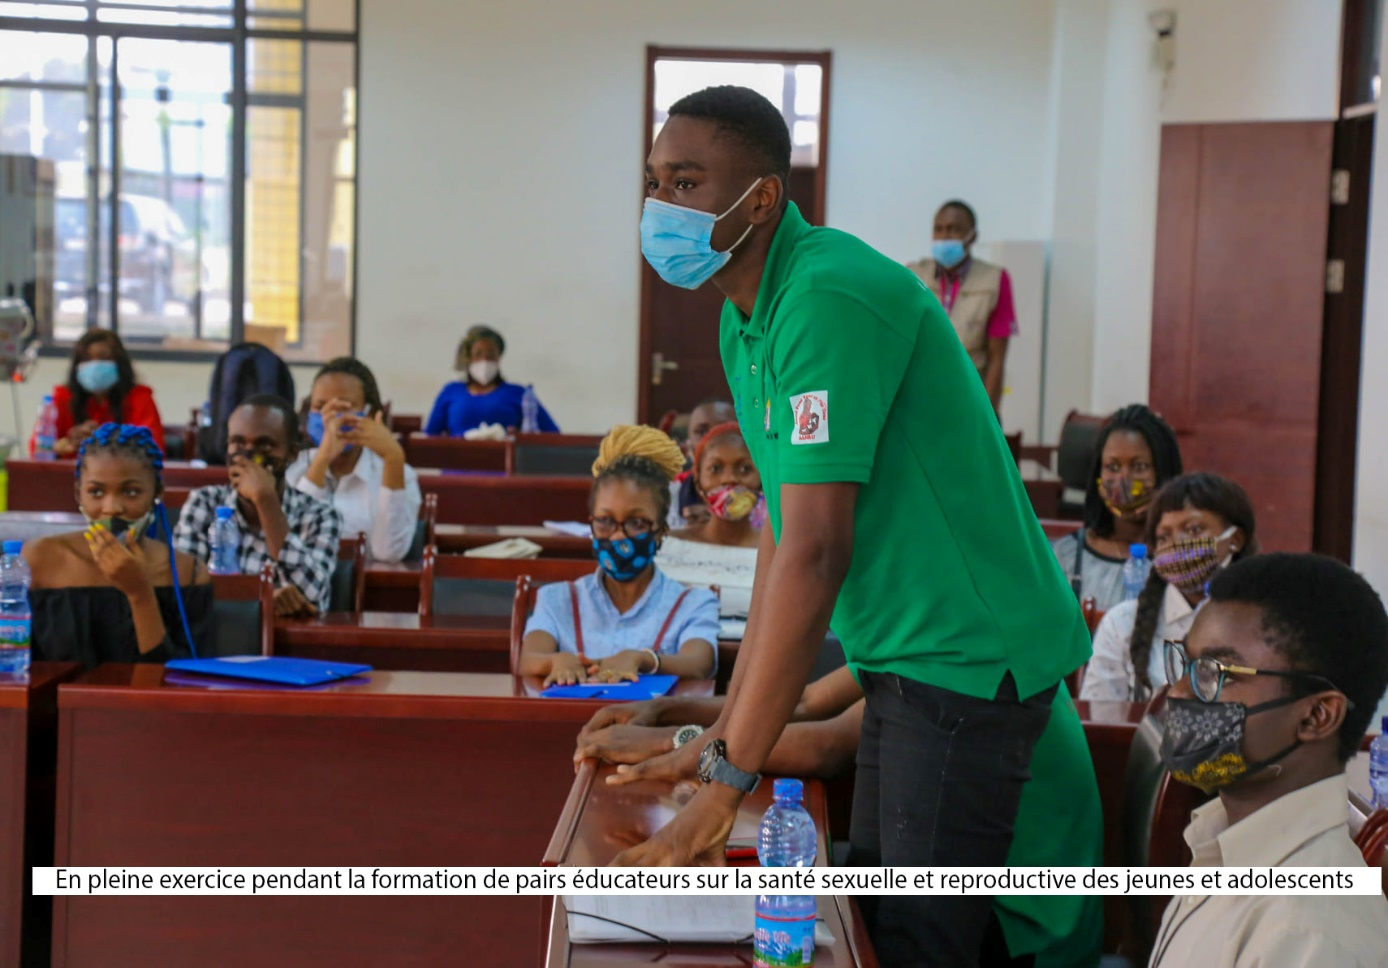 En pleine exercice pendant la formation de pairs éducateurs sur la santé sexuelle et reproductive des jeunes et adolescents